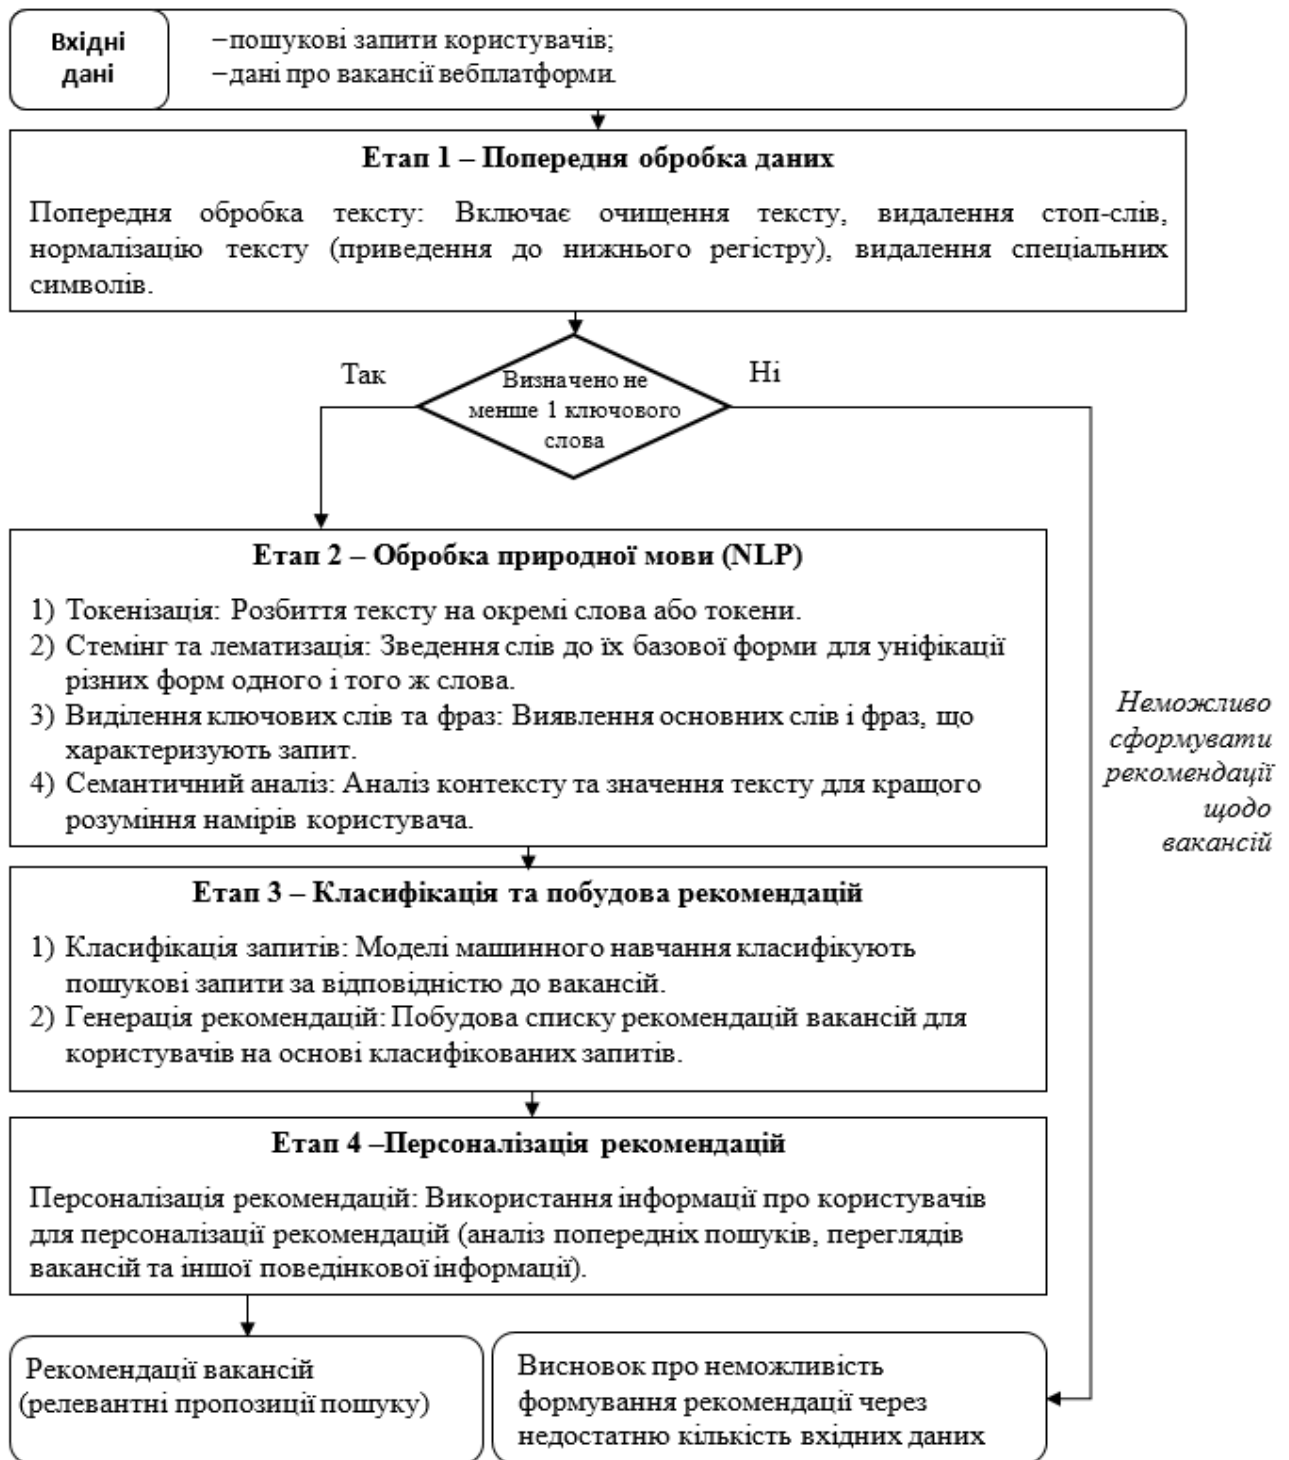 Вхідні
дані
–пошукові запити користувачів;
–дані про вакансії вебплатформи.
Етап 1 – Попередня обробка даних
Попередня обробка тексту: Включає очищення тексту, видалення стоп-слів,
нормалізацію тексту (приведення до нижнього регістру), видалення спеціальних
символів.
Так
Ні
Визначено не
менше 1 ключового
слова
Етап 2 – Обробка природної мови (NLP)
1) Токенізація: Розбиття тексту на окремі слова або токени.
2) Стемінг та лематизація: Зведення слів до їх базової форми для уніфікації
різних форм одного і того ж слова.
3) Виділення ключових слів та фраз: Виявлення основних слів і фраз, що
характеризують запит.
4) Семантичний аналіз: Аналіз контексту та значення тексту для кращого
розуміння намірів користувача.
Неможливо
сформувати
рекомендації
щодо
вакансій
Етап 3 – Класифікація та побудова рекомендацій
1) Класифікація запитів: Моделі машинного навчання класифікують
пошукові запити за відповідністю до вакансій.
2) Генерація рекомендацій: Побудова списку рекомендацій вакансій для
користувачів на основі класифікованих запитів.
Етап 4 –Персоналізація рекомендацій
Персоналізація рекомендацій: Використання інформації про користувачів
для персоналізації рекомендацій (аналіз попередніх пошуків, переглядів
вакансій та іншої поведінкової інформації).
Рекомендації вакансій
(релевантні пропозиції пошуку)
Висновок про неможливість
формування рекомендації через
недостатню кількість вхідних даних